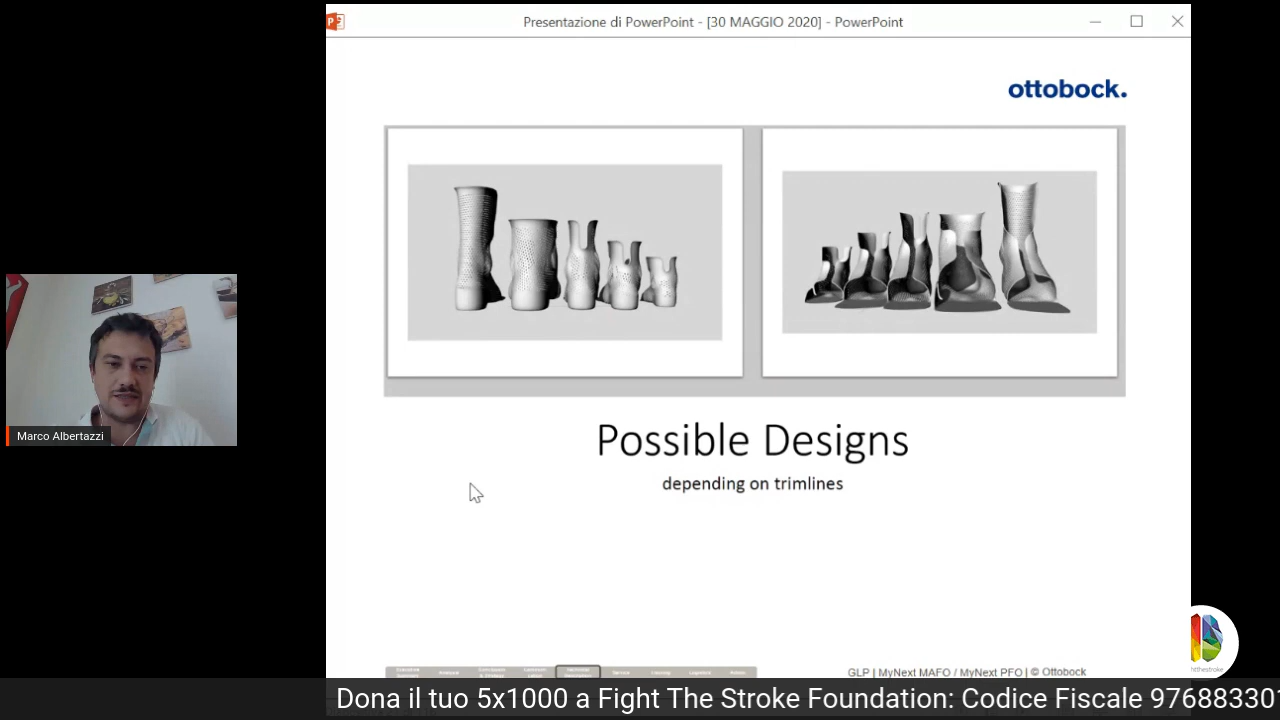 Presentazione di PowerPoint - [30 MAGGIO 2020] - PowerPoint
ottobock.
Possible Designs
depending on trimlines
Marco Albertazzi
GLP | MyNext MAFO / MyNext PFO | © Ottobock
Dona il tuo 5x1000 a Fight The Stroke Foundation: Codice Fiscale 97688330